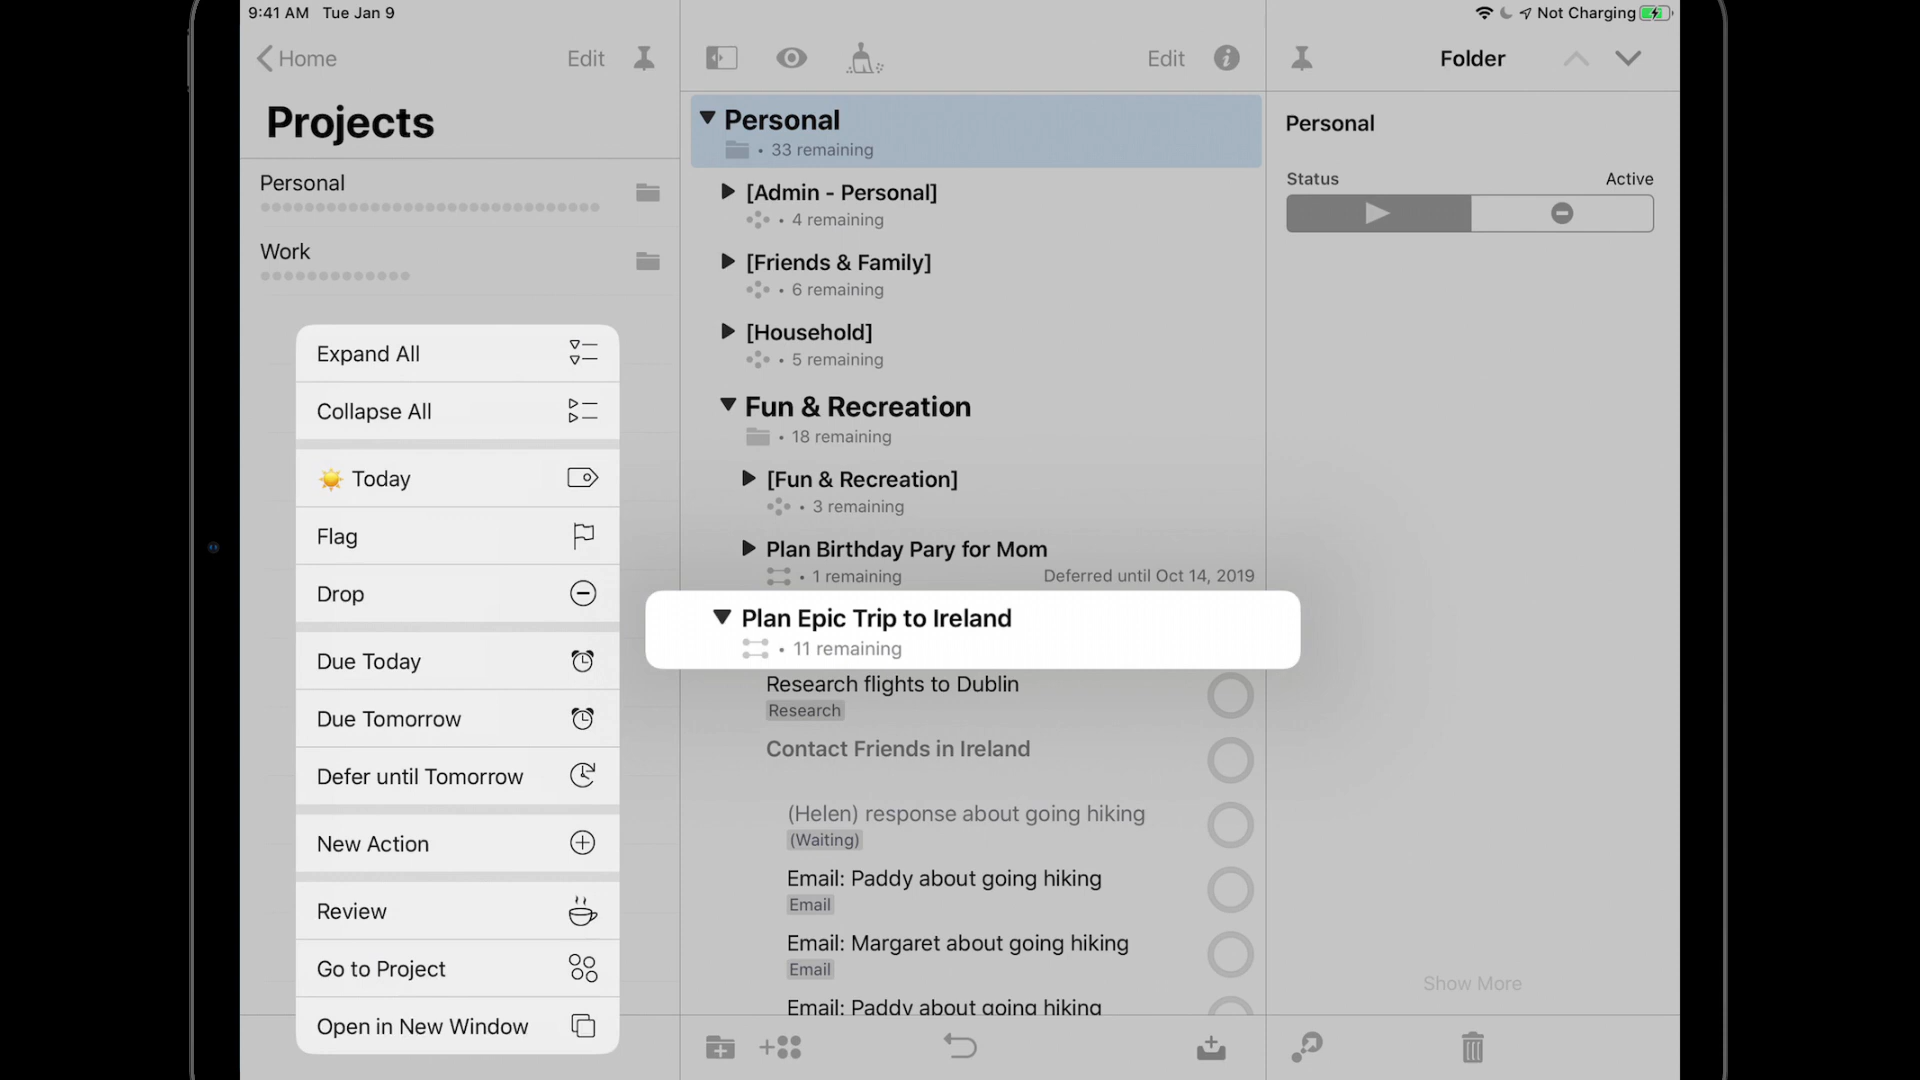 9:41 AM Tue Jan 9
Not Charging
Home
Edit
Projects
Personal
Work
Expand All
Collapse All
Today
Flag
Drop
Due Today
Due Tomorrow
Defer until Tomorrow
New Action
Review
Go to Project
Open in New Window
Edit
Personal
• 33 remaining
[Admin - Personal]
• 4 remaining
[Friends & Family]
• 6 remaining
[Household]
• 5 remaining
Fun & Recreation
• 18 remaining
[Fun & Recreation]
• 3 remaining
Plan Birthday Pary for Mom
• 1 remaining Deferred until Oct 14, 2019
Plan Epic Trip to Ireland
• 11 remaining
Research flights to Dublin
Research
Contact Friends in Ireland
(Helen) response about going hiking
(Waiting)
Email: Paddy about going hiking
Email
Email: Margaret about going hiking
Email
Email: Paddy about going hiking
Folder
Personal
Status Active
Show More